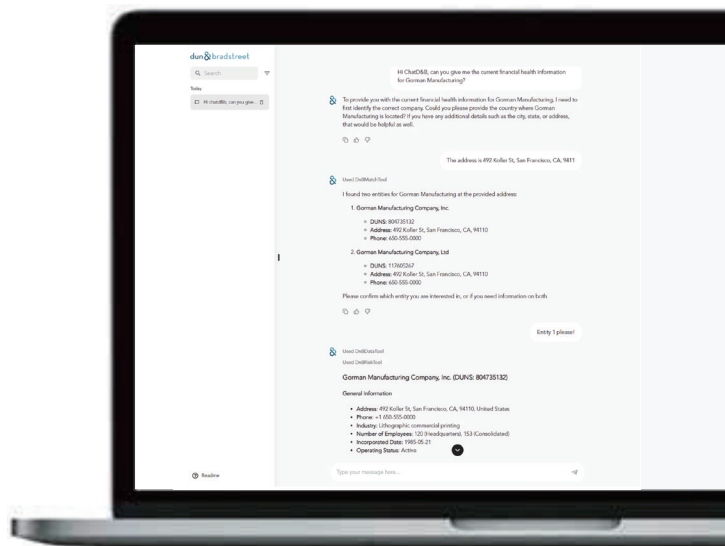 dun&bradstreet
Search
Today
Hi chatD&B, can you give...
Readme
Hi ChatD&B, can you give me the current financial health information
for Gorman Manufacturing?
To provide you with the current financial health information for Gorman Manufacturing, I need to
first identify the correct company. Could you please provide the country where Gorman
Manufacturing is located? If you have any additional details such as the city, state, or address,
that would be helpful as well.
The address is 492 Koller St, San Francisco, CA, 9411
Used DnBMatchTool
I found two entities for Gorman Manufacturing at the provided address:
1. Gorman Manufacturing Company, Inc.
DUNS: 804735132
Address: 492 Koller St, San Francisco, CA, 94110
Phone: 650-555-0000
2. Gorman Manufacturing Company, Ltd
DUNS: 117605267
Address: 492 Koller St, San Francisco, CA, 94110
Phone: 650-555-0000
Please confirm which entity you are interested in, or if you need information on both
Entity 1 please!
Used DnBDataTool
Used DnBRiskTool
Gorman Manufacturing Company, Inc. (DUNS: 804735132)
General Information
• Address: 492 Koller St, San Francisco, CA, 94110, United States
• Phone: +1 650-555-0000
• Industry: Lithographic commercial printing
• Number of Employees: 120 (Headquarters), 153 (Consolidated)
• Incorporated Date: 1985-05-21
• Operating Status: Active
Type your message here...